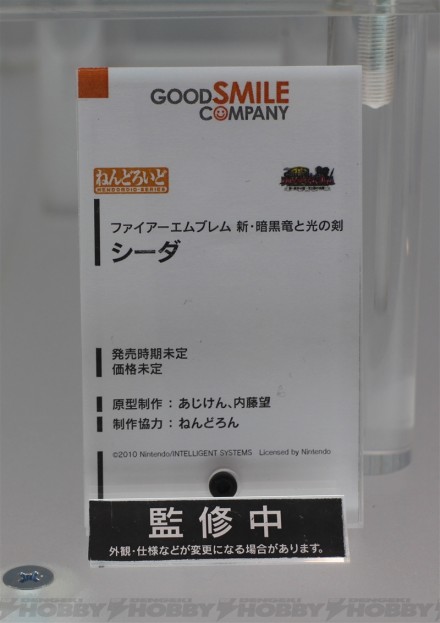 GOODSMILE
COMPANY
ねんどろいど
NENDOROID SERIES
ファイアーエムブレム 新・暗黒竜と光の剣
シーダ
発売時期未定
価格未定
原型制作 : あじけん、内藤望
制作協力 : ねんどろん
©2010 Nintendo/INTELLIGENT SYSTEMS Licensed by Nintendo
監修中
外観・仕様などが変更になる場合があります。
HOBBY HOBBY HOBBY